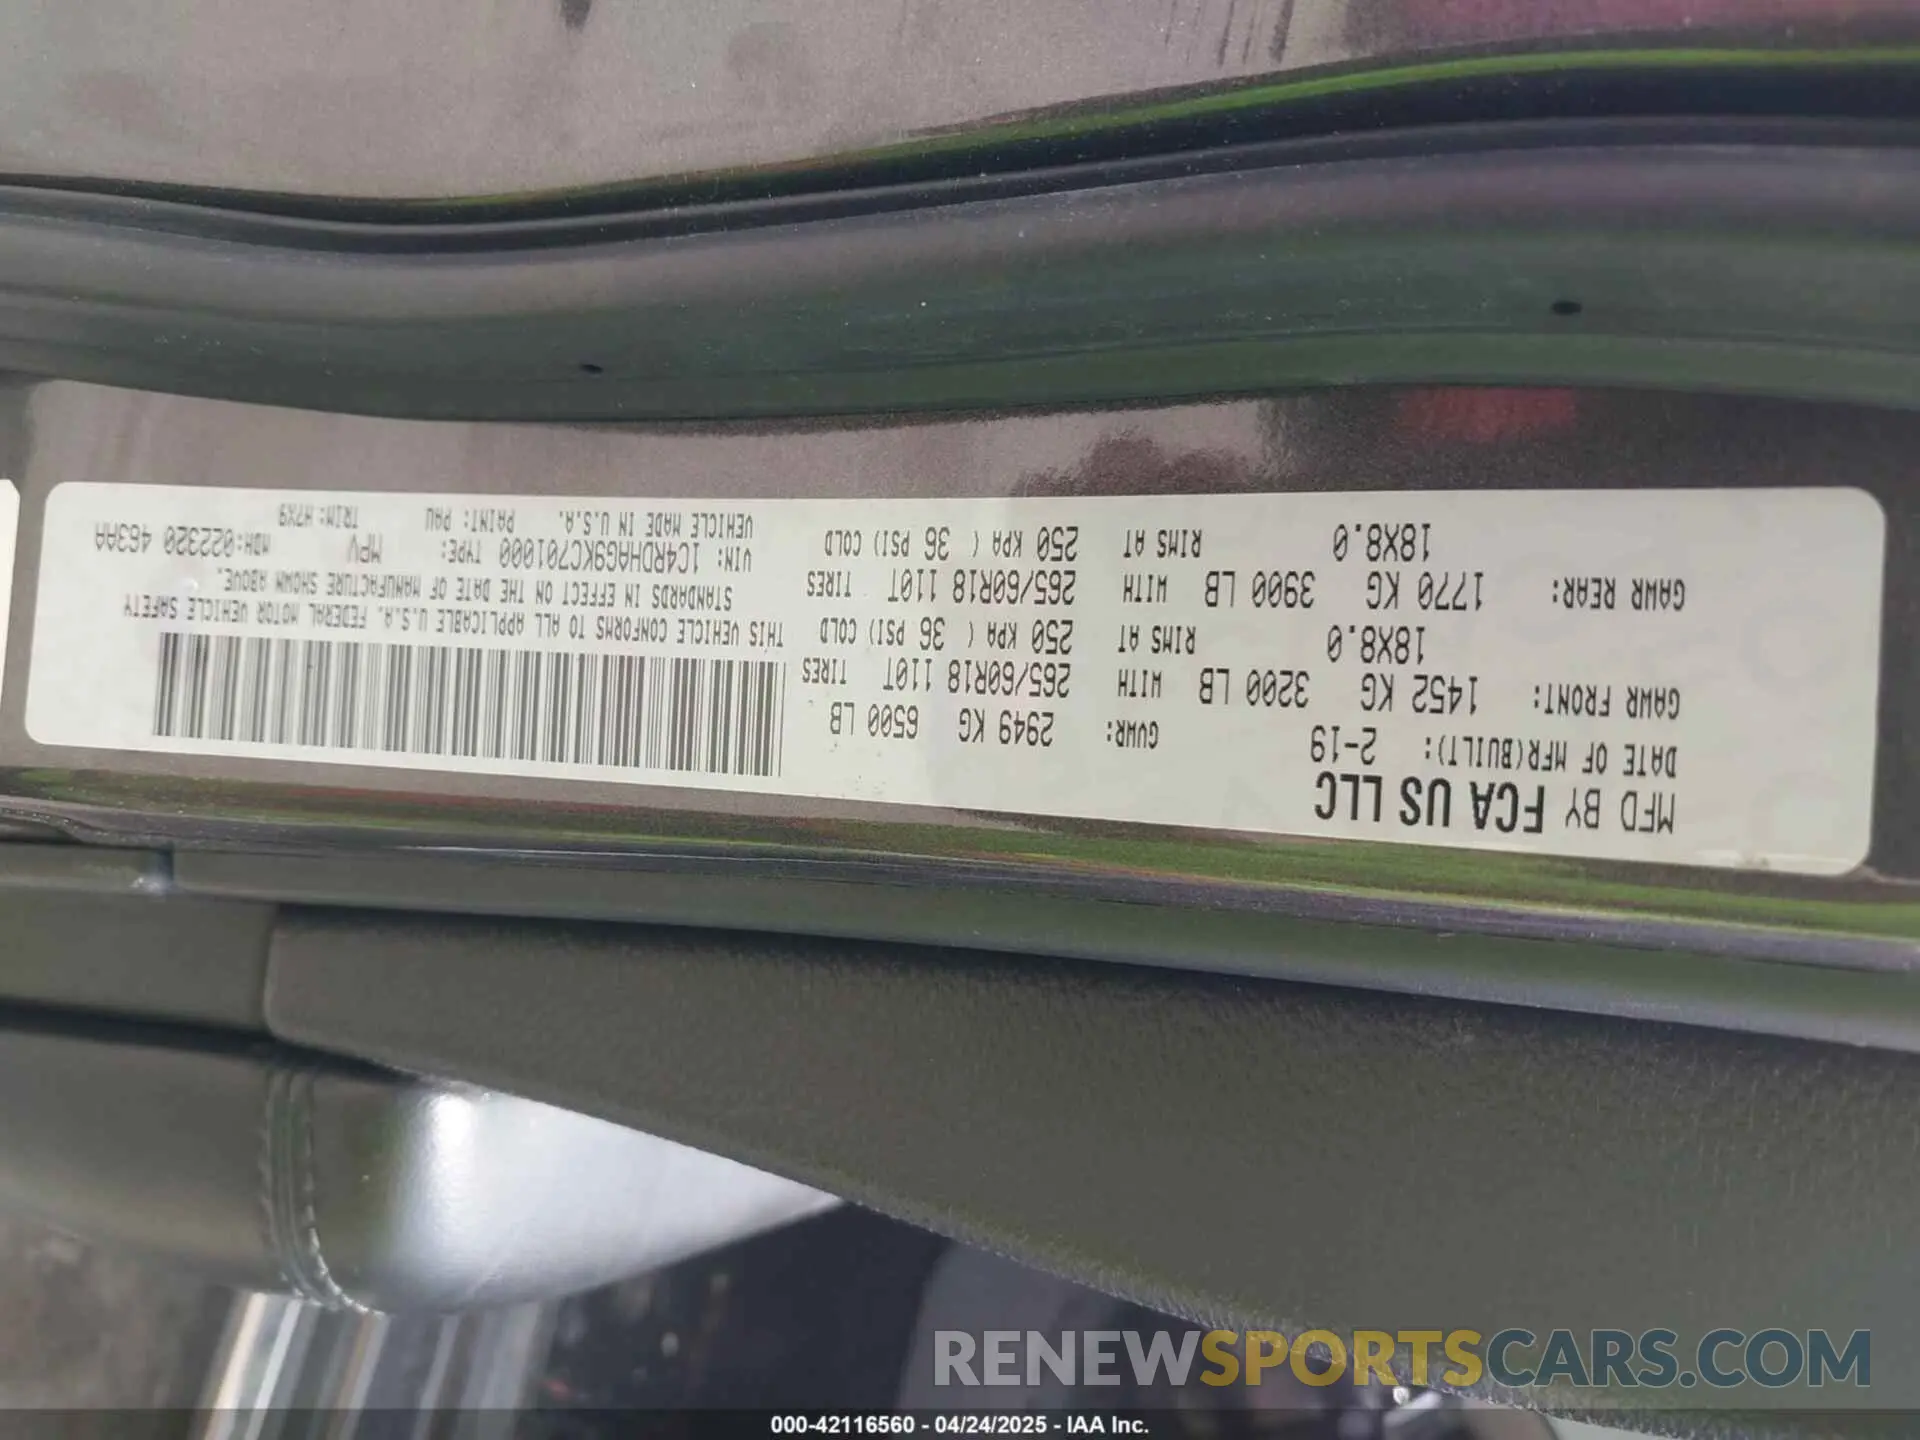 MFD BY FCA US LLC
DATE OF MFR(BUILT): 2-19
GVWR: 2949 KG 6500 LB
GAWR FRONT: 1452 KG 3200 LB WITH 265/60R18 110T TIRES
18X8.0 RIMS AT 250 KPA ( 36 PSI) COLD
GAWR REAR: 1770 KG 3900 LB WITH 265/60R18 110T TIRES
18X8.0 RIMS AT 250 KPA ( 36 PSI) COLD
THIS VEHICLE CONFORMS TO ALL APPLICABLE U.S.A. FEDERAL MOTOR VEHICLE SAFETY
STANDARDS IN EFFECT ON THE DATE OF MANUFACTURE SHOWN ABOVE.
VIN: 1C4RDHAG9KC701000 TYPE: MPV MDH:022320 463AA
VEHICLE MADE IN U.S.A. PAINT: PAU TRIM: H7X9
RENEWSPORTSCARS.COM
000-42116560 - 04/24/2025 - IAA Inc.